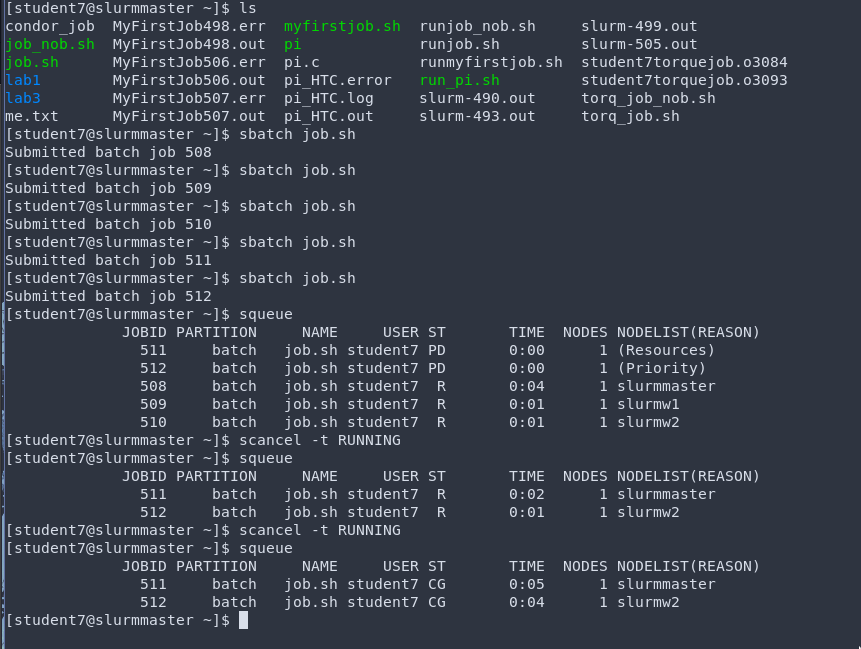 [student7@slurmmaster ~]$ ls
condor_job  MyFirstJob498.err  myfirstjob.sh  runjob_nob.sh     slurm-499.out
job_nob.sh  MyFirstJob498.out  pi             runjob.sh         slurm-505.out
job.sh      MyFirstJob506.err  pi.c           runmyfirstjob.sh  student7torquejob.o3084
lab1        MyFirstJob506.out  pi_HTC.error   run_pi.sh         student7torquejob.o3093
lab3        MyFirstJob507.err  pi_HTC.log     slurm-490.out     torq_job_nob.sh
me.txt      MyFirstJob507.out  pi_HTC.out     slurm-493.out     torq_job.sh
[student7@slurmmaster ~]$ sbatch job.sh
Submitted batch job 508
[student7@slurmmaster ~]$ sbatch job.sh
Submitted batch job 509
[student7@slurmmaster ~]$ sbatch job.sh
Submitted batch job 510
[student7@slurmmaster ~]$ sbatch job.sh
Submitted batch job 511
[student7@slurmmaster ~]$ sbatch job.sh
Submitted batch job 512
[student7@slurmmaster ~]$ squeue
             JOBID PARTITION     NAME     USER ST       TIME  NODES NODELIST(REASON)
               511     batch   job.sh student7 PD       0:00      1 (Resources)
               512     batch   job.sh student7 PD       0:00      1 (Priority)
               508     batch   job.sh student7  R       0:04      1 slurmmaster
               509     batch   job.sh student7  R       0:01      1 slurmw1
               510     batch   job.sh student7  R       0:01      1 slurmw2
[student7@slurmmaster ~]$ scancel -t RUNNING
[student7@slurmmaster ~]$ squeue
             JOBID PARTITION     NAME     USER ST       TIME  NODES NODELIST(REASON)
               511     batch   job.sh student7  R       0:02      1 slurmmaster
               512     batch   job.sh student7  R       0:01      1 slurmw2
[student7@slurmmaster ~]$ scancel -t RUNNING
[student7@slurmmaster ~]$ squeue
             JOBID PARTITION     NAME     USER ST       TIME  NODES NODELIST(REASON)
               511     batch   job.sh student7 CG       0:05      1 slurmmaster
               512     batch   job.sh student7 CG       0:04      1 slurmw2
[student7@slurmmaster ~]$